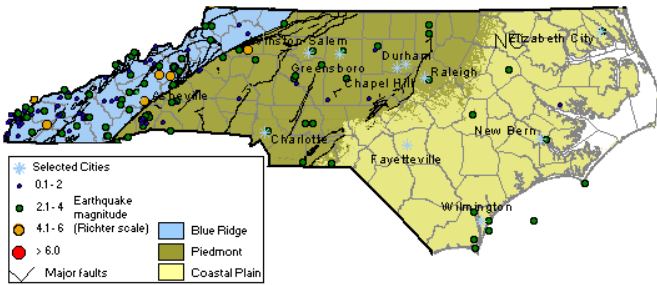 NC
Elizabeth City
Winston-Salem
Durham
Greensboro
Raleigh
Chapel Hill
Asheville
New Bern
Charlotte
Fayetteville
Wilmington
Selected Cities
0.1-2
2.1-4 Earthquake
magnitude
4.1-6 (Richter scale)
> 6.0
Major faults
Blue Ridge
Piedmont
Coastal Plain